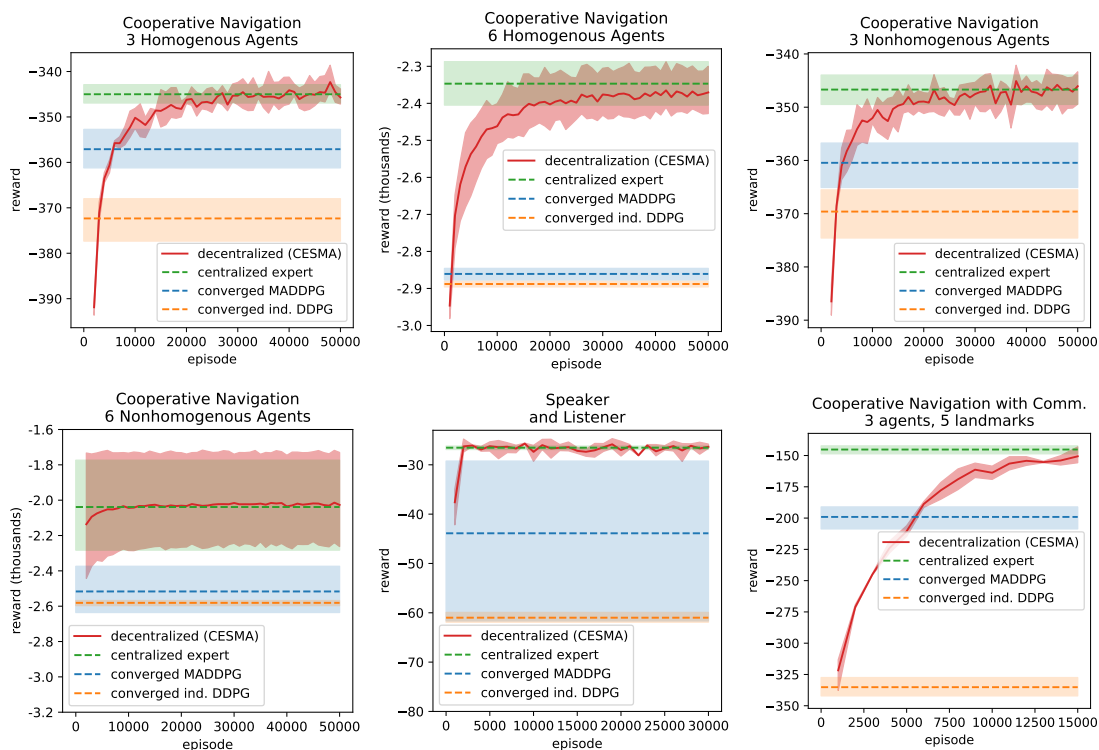 Cooperative Navigation
3 Homogenous Agents
−340
−350
−360
−370
−380
−390
reward
decentralized (CESMA)
centralized expert
converged MADDPG
converged ind. DDPG
0 10000 20000 30000 40000 50000
episode
Cooperative Navigation
6 Homogenous Agents
−2.3
−2.4
−2.5
−2.6
−2.7
−2.8
−2.9
−3.0
reward (thousands)
decentralization (CESMA)
centralized expert
converged MADDPG
converged ind. DDPG
0 10000 20000 30000 40000 50000
episode
Cooperative Navigation
3 Nonhomogenous Agents
−340
−350
−360
−370
−380
−390
reward
decentralized (CESMA)
centralized expert
converged MADDPG
converged ind. DDPG
0 10000 20000 30000 40000 50000
episode
Cooperative Navigation
6 Nonhomogenous Agents
−1.6
−1.8
−2.0
−2.2
−2.4
−2.6
−2.8
−3.0
−3.2
reward (thousands)
decentralized (CESMA)
centralized expert
converged MADDPG
converged ind. DDPG
0 10000 20000 30000 40000 50000
episode
Speaker
and Listener
−30
−40
−50
−60
−70
−80
reward
decentralized (CESMA)
centralized expert
converged MADDPG
converged ind. DDPG
0 5000 10000 15000 20000 25000 30000
episode
Cooperative Navigation with Comm.
3 agents, 5 landmarks
−150
−200
−225
−250
−275
−300
−325
−350
−175
reward
decentralization (CESMA)
centralized expert
converged MADDPG
converged ind. DDPG
0 2500 5000 7500 10000 12500 15000
episode